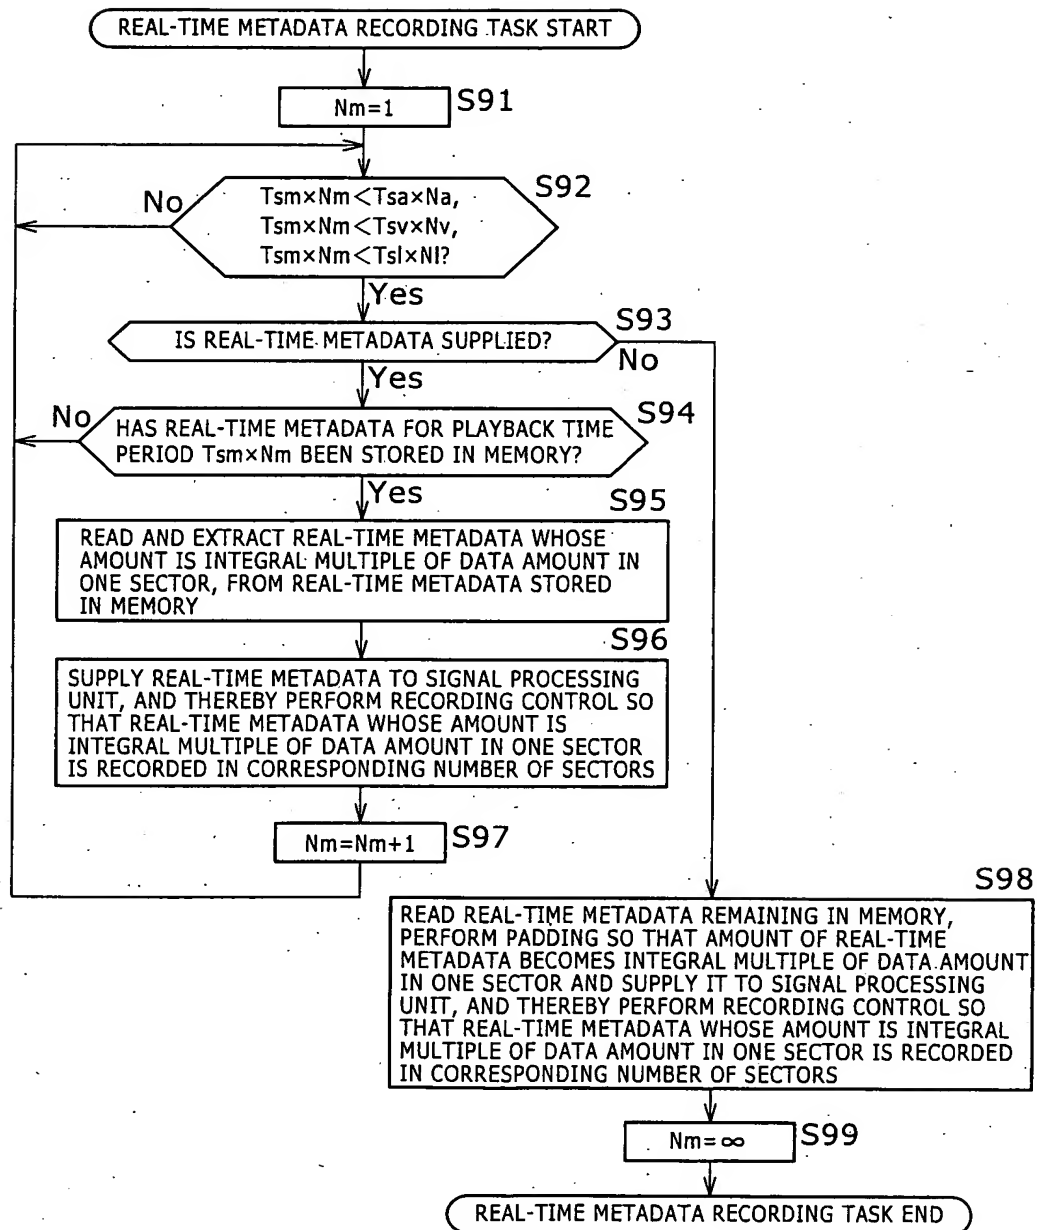 REAL-TIME METADATA RECORDING TASK START
Nm=1
S91
S92
Tsm×Nm<Tsa×Na,
Tsm×Nm<Tsv×Nv,
Tsm×Nm<Tsl×Nl?
No
Yes
S93
IS REAL-TIME METADATA SUPPLIED?
No
Yes
S94
No
HAS REAL-TIME METADATA FOR PLAYBACK TIME
PERIOD Tsm×Nm BEEN STORED IN MEMORY?
Yes
S95
READ AND EXTRACT REAL-TIME METADATA WHOSE
AMOUNT IS INTEGRAL MULTIPLE OF DATA AMOUNT IN
ONE SECTOR, FROM REAL-TIME METADATA STORED
IN MEMORY
S96
SUPPLY REAL-TIME METADATA TO SIGNAL PROCESSING
UNIT, AND THEREBY PERFORM RECORDING CONTROL SO
THAT REAL-TIME METADATA WHOSE AMOUNT IS
INTEGRAL MULTIPLE OF DATA AMOUNT IN ONE SECTOR
IS RECORDED IN CORRESPONDING NUMBER OF SECTORS
Nm=Nm+1
S97
S98
READ REAL-TIME METADATA REMAINING IN MEMORY,
PERFORM PADDING SO THAT AMOUNT OF REAL-TIME
METADATA BECOMES INTEGRAL MULTIPLE OF DATA AMOUNT
IN ONE SECTOR AND SUPPLY IT TO SIGNAL PROCESSING
UNIT, AND THEREBY PERFORM RECORDING CONTROL SO
THAT REAL-TIME METADATA WHOSE AMOUNT IS INTEGRAL
MULTIPLE OF DATA AMOUNT IN ONE SECTOR IS RECORDED
IN CORRESPONDING NUMBER OF SECTORS
Nm=∞
S99
REAL-TIME METADATA RECORDING TASK END